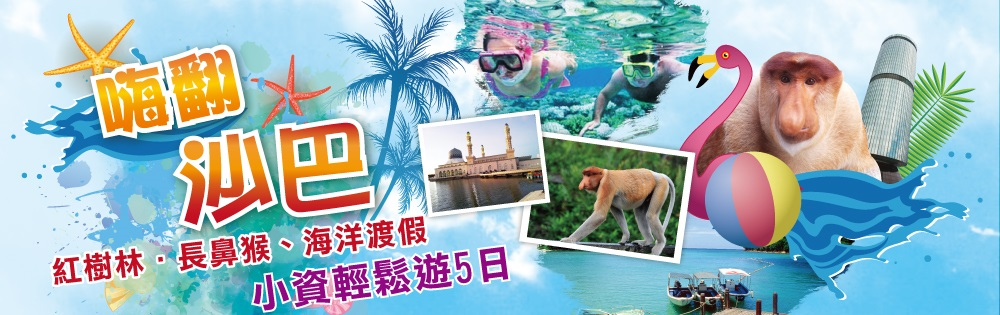 嗨翻
沙巴
紅樹林．長鼻猴、海洋渡假
小資輕鬆遊5日